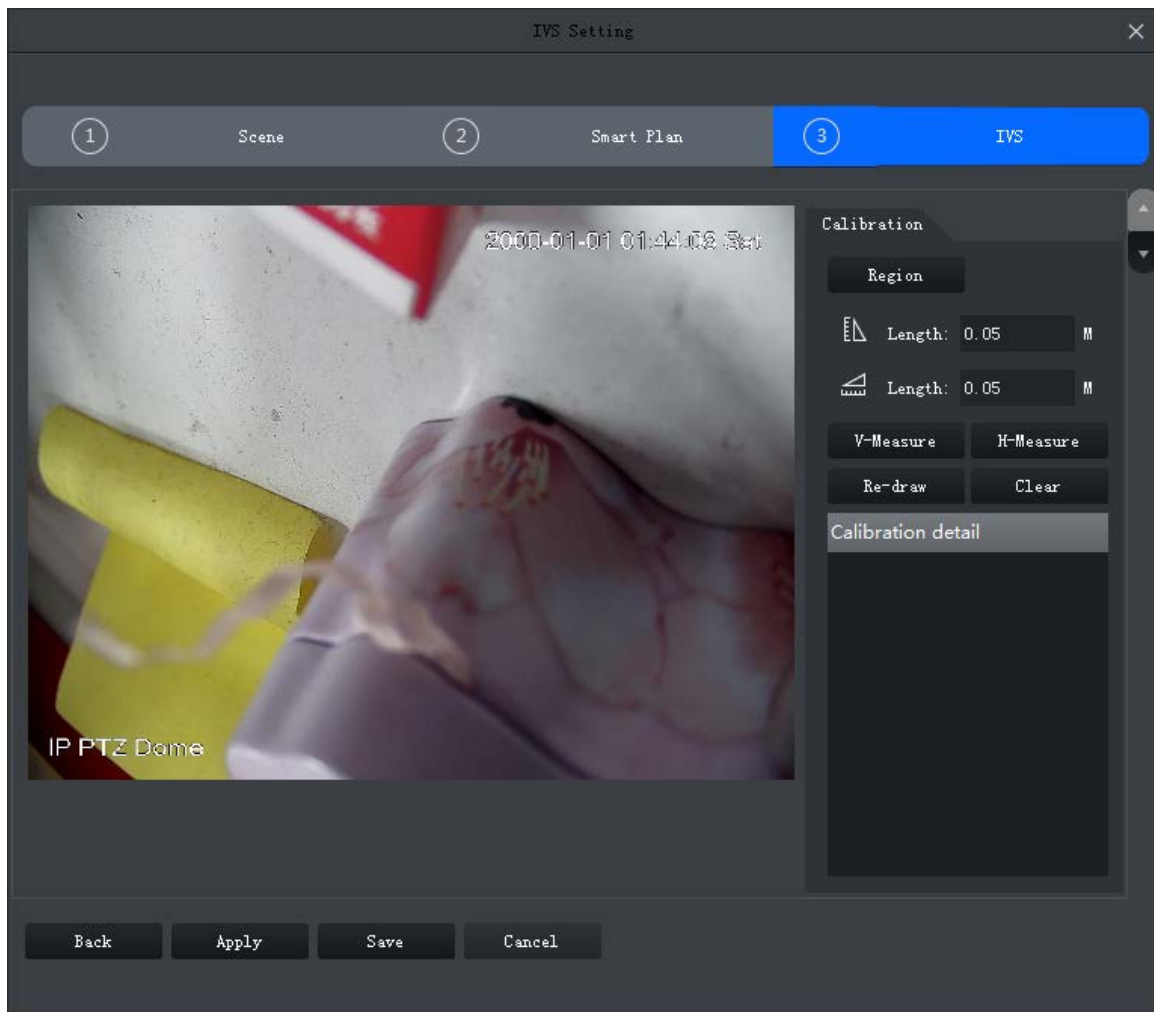 IVS Setting
1 Scene 2 Smart Plan 3 IVS
2000-01-01 01:44:08 Sat
IP PTZ Dome
Calibration
Region
Length: 0.05 M
Length: 0.05 M
V-Measure H-Measure
Re-draw Clear
Calibration detail
Back Apply Save Cancel